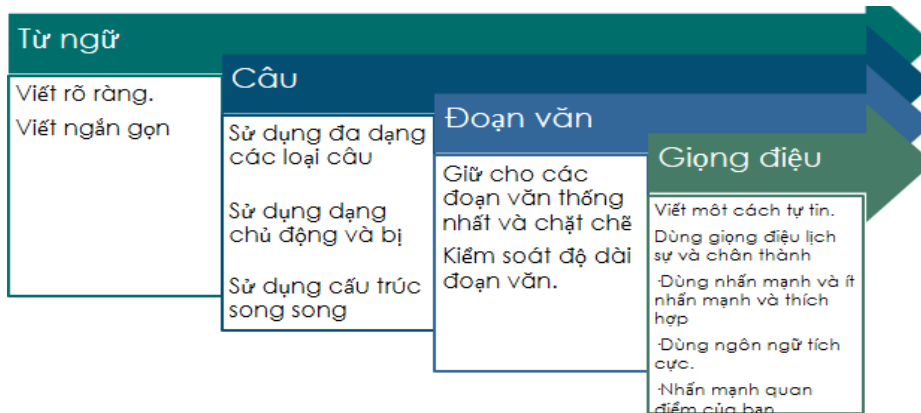 Từ ngữ
Viết rõ ràng.
Viết ngắn gọn
Câu
Sử dụng đa dạng
các loại câu
Sử dụng dạng
chủ động và bị
Sử dụng cấu trúc
song song
Đoạn văn
Giữ cho các
đoạn văn thống
nhất và chặt chẽ
Kiểm soát độ dài
đoạn văn.
Giọng điệu
Viết một cách tự tin.
Dùng giọng điệu lịch
sự và chân thành
·Dùng nhấn mạnh và ít
nhấn mạnh và thích
hợp
·Dùng ngôn ngữ tích
cực.
·Nhấn mạnh quan
điểm của bạn